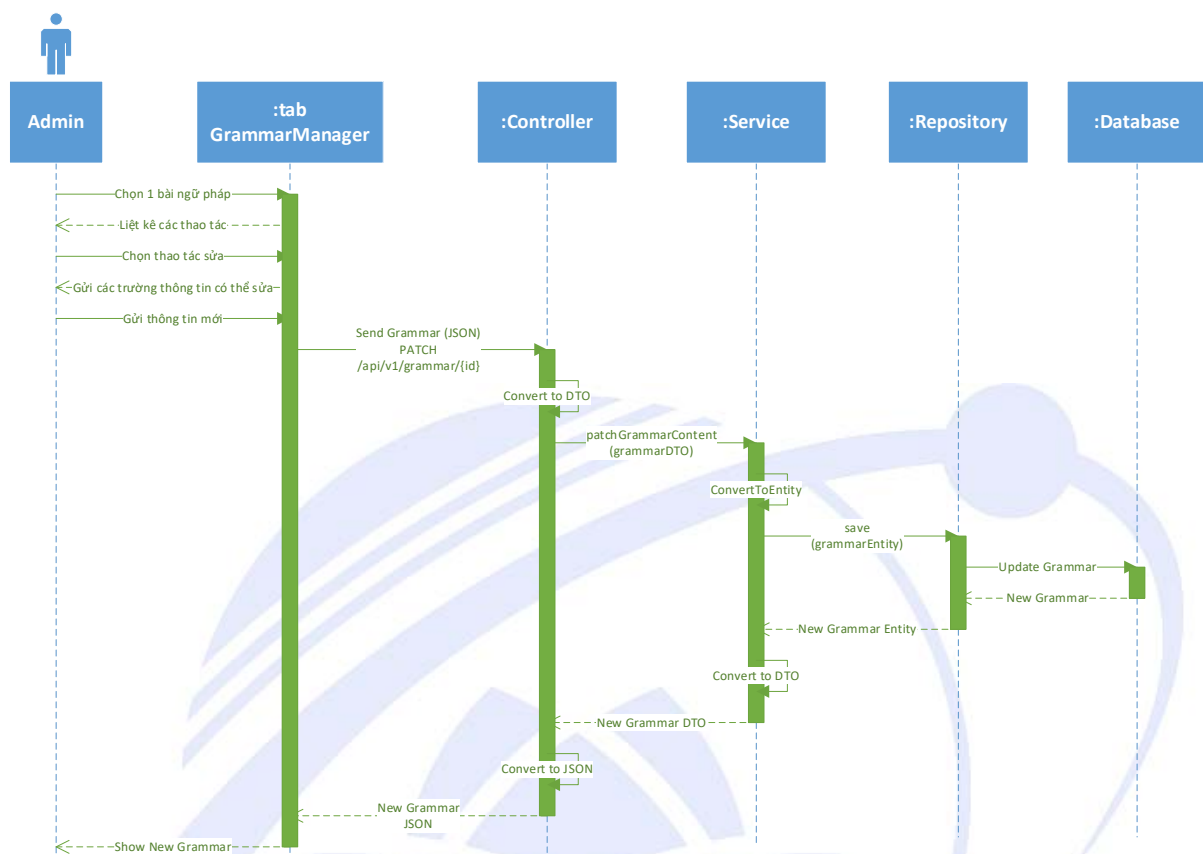 Admin
:tab
GrammarManager
:Controller
:Service
:Repository
:Database
Chọn 1 bài ngữ pháp
Liệt kê các thao tác
Chọn thao tác sửa
Gửi các trường thông tin có thể sửa
Gửi thông tin mới
Send Grammar (JSON)
PATCH
/api/v1/grammar/{id}
Convert to DTO
patchGrammarContent
(grammarDTO)
ConvertToEntity
save
(grammarEntity)
Update Grammar
New Grammar
New Grammar Entity
Convert to DTO
New Grammar DTO
Convert to JSON
New Grammar
JSON
Show New Grammar